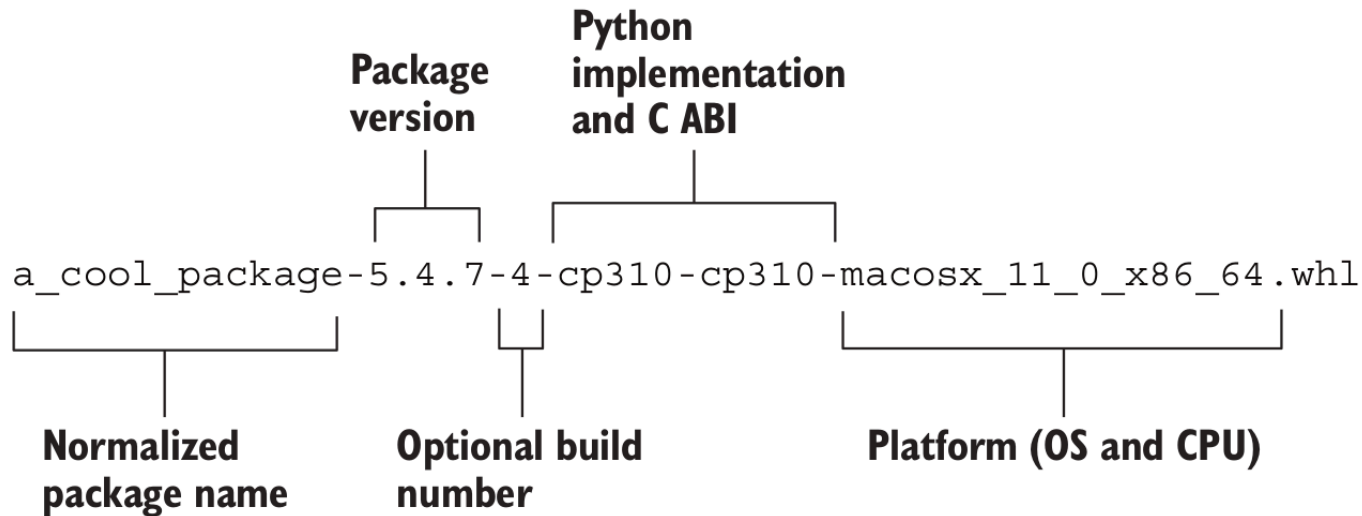 Package
version
Python
implementation
and C ABI
a_cool_package-5.4.7-4-cp310-cp310-macosx_11_0_x86_64.whl
Normalized
package name
Optional build
number
Platform (OS and CPU)